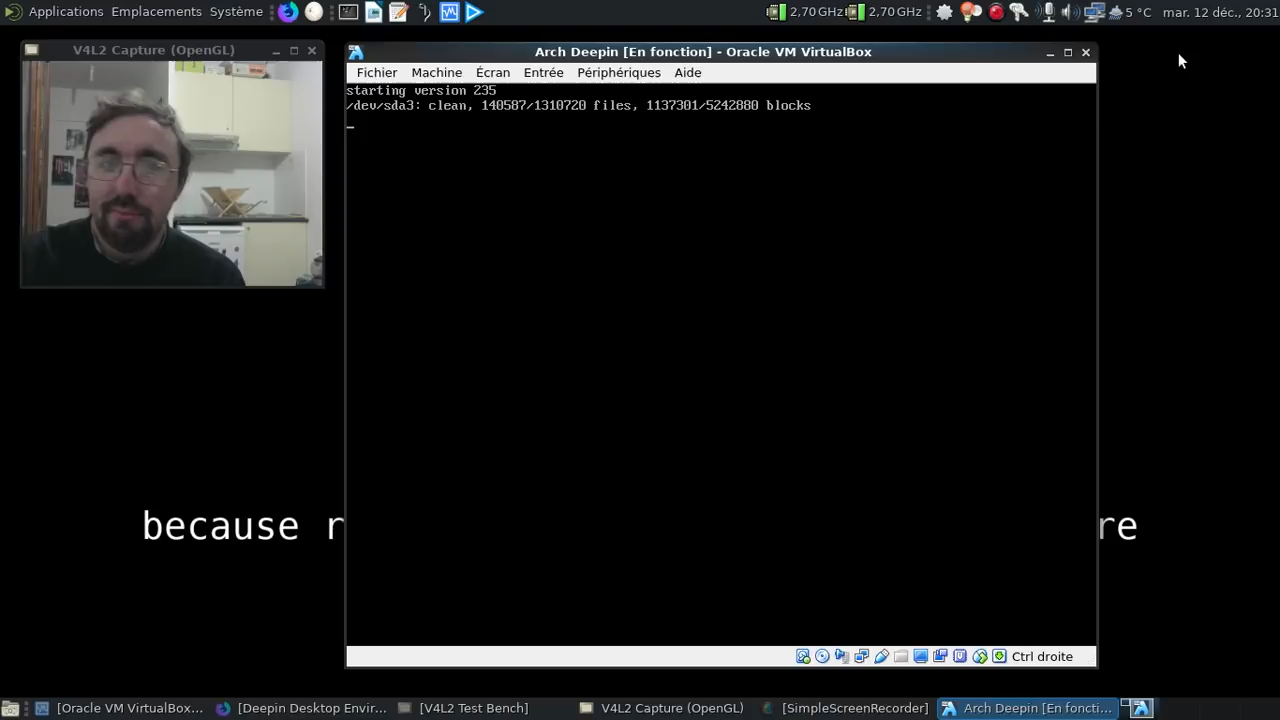 Applications Emplacements Système
2,70 GHz 2,70 GHz 5 °C mar. 12 déc., 20:31
V4L2 Capture (OpenGL)
Arch Deepin [En fonction] - Oracle VM VirtualBox
Fichier Machine Écran Entrée Périphériques Aide
starting version 235
/dev/sda3: clean, 140587/1310720 files, 1137301/5242880 blocks
because r
re
Ctrl droite
[Oracle VM VirtualBox... [Deepin Desktop Envir... [V4L2 Test Bench] V4L2 Capture (OpenGL) [SimpleScreenRecorder] Arch Deepin [En foncti...